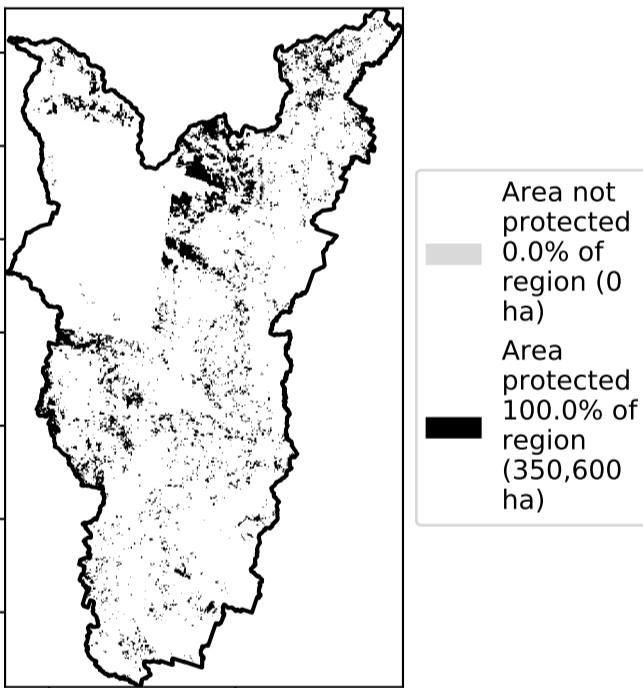 Area not
protected
0.0% of
region (0
ha)
Area
protected
100.0% of
region
(350,600
ha)